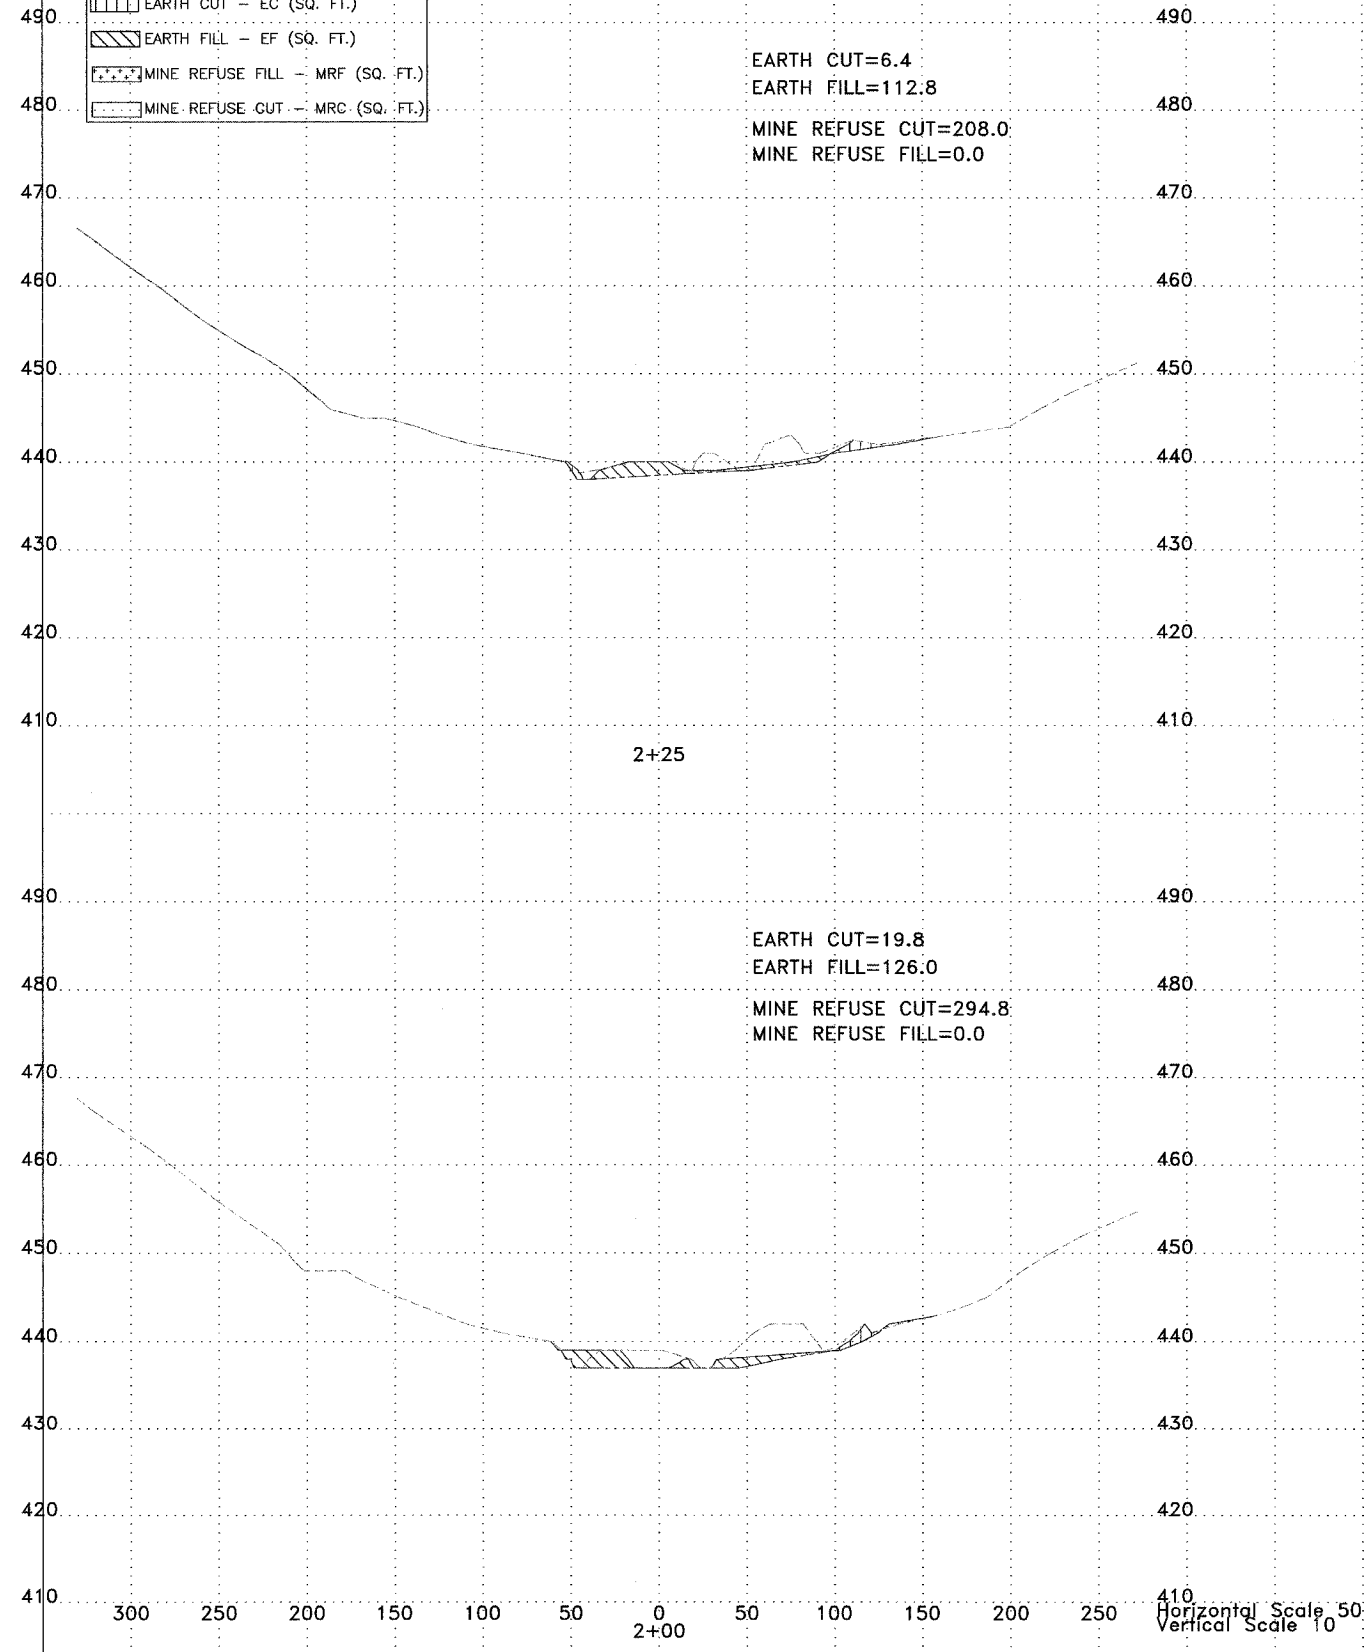 EARTH CUT - EC (SQ. FT.)
490 490
EARTH FILL - EF (SQ. FT.)
EARTH CUT=6.4
MINE REFUSE FILL - MRF (SQ. FT.)
EARTH FILL=112.8
480 480
MINE REFUSE CUT - MRC (SQ. FT.)
MINE REFUSE CUT=208.0
MINE REFUSE FILL=0.0
470 470
460 460
450 450
440 440
430 430
420 420
410 410
2+25
490 490
EARTH CUT=19.8
EARTH FILL=126.0
480 480
MINE REFUSE CUT=294.8
MINE REFUSE FILL=0.0
470 470
460 460
450 450
440 440
430 430
420 420
410 410
300 250 200 150 100 50 0 50 100 150 200 250
Horizontal Scale 50
Vertical Scale 10
2+00